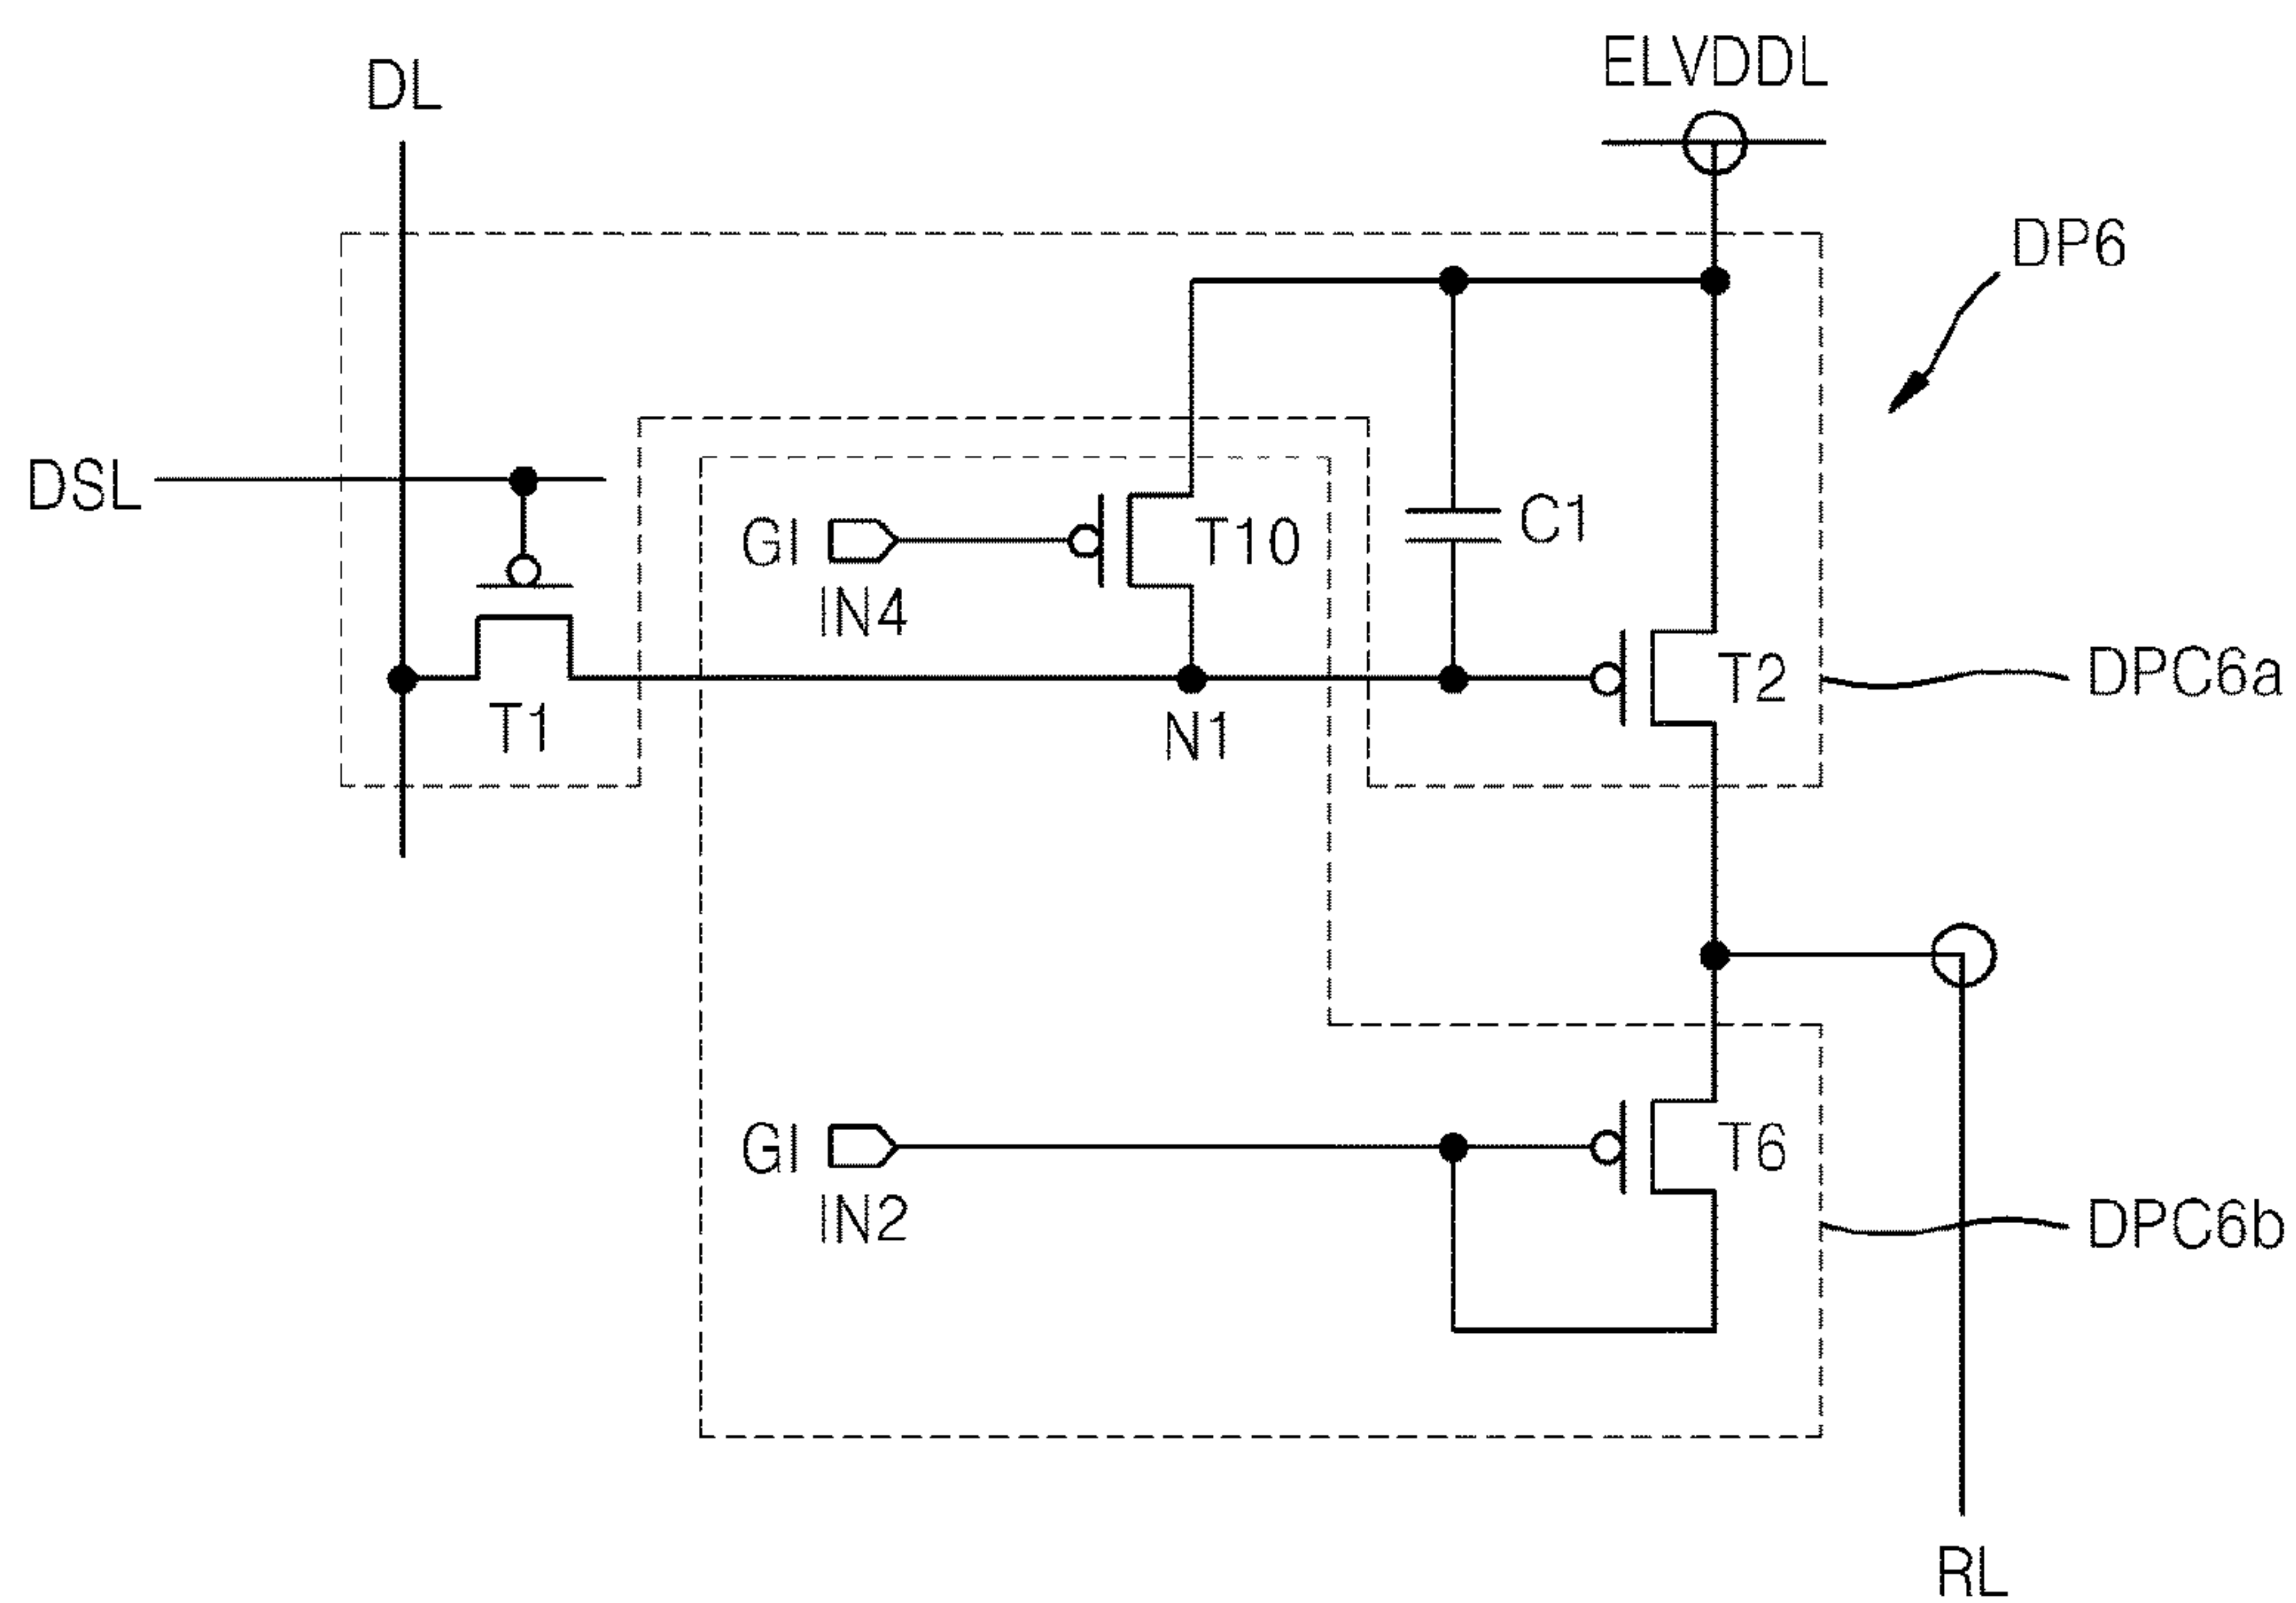 ELVDDL
DL
DP6
DSL
GI
T10
C1
IN4
T2
DPC6a
T1
N1
GI
T6
IN2
DPC6b
RL